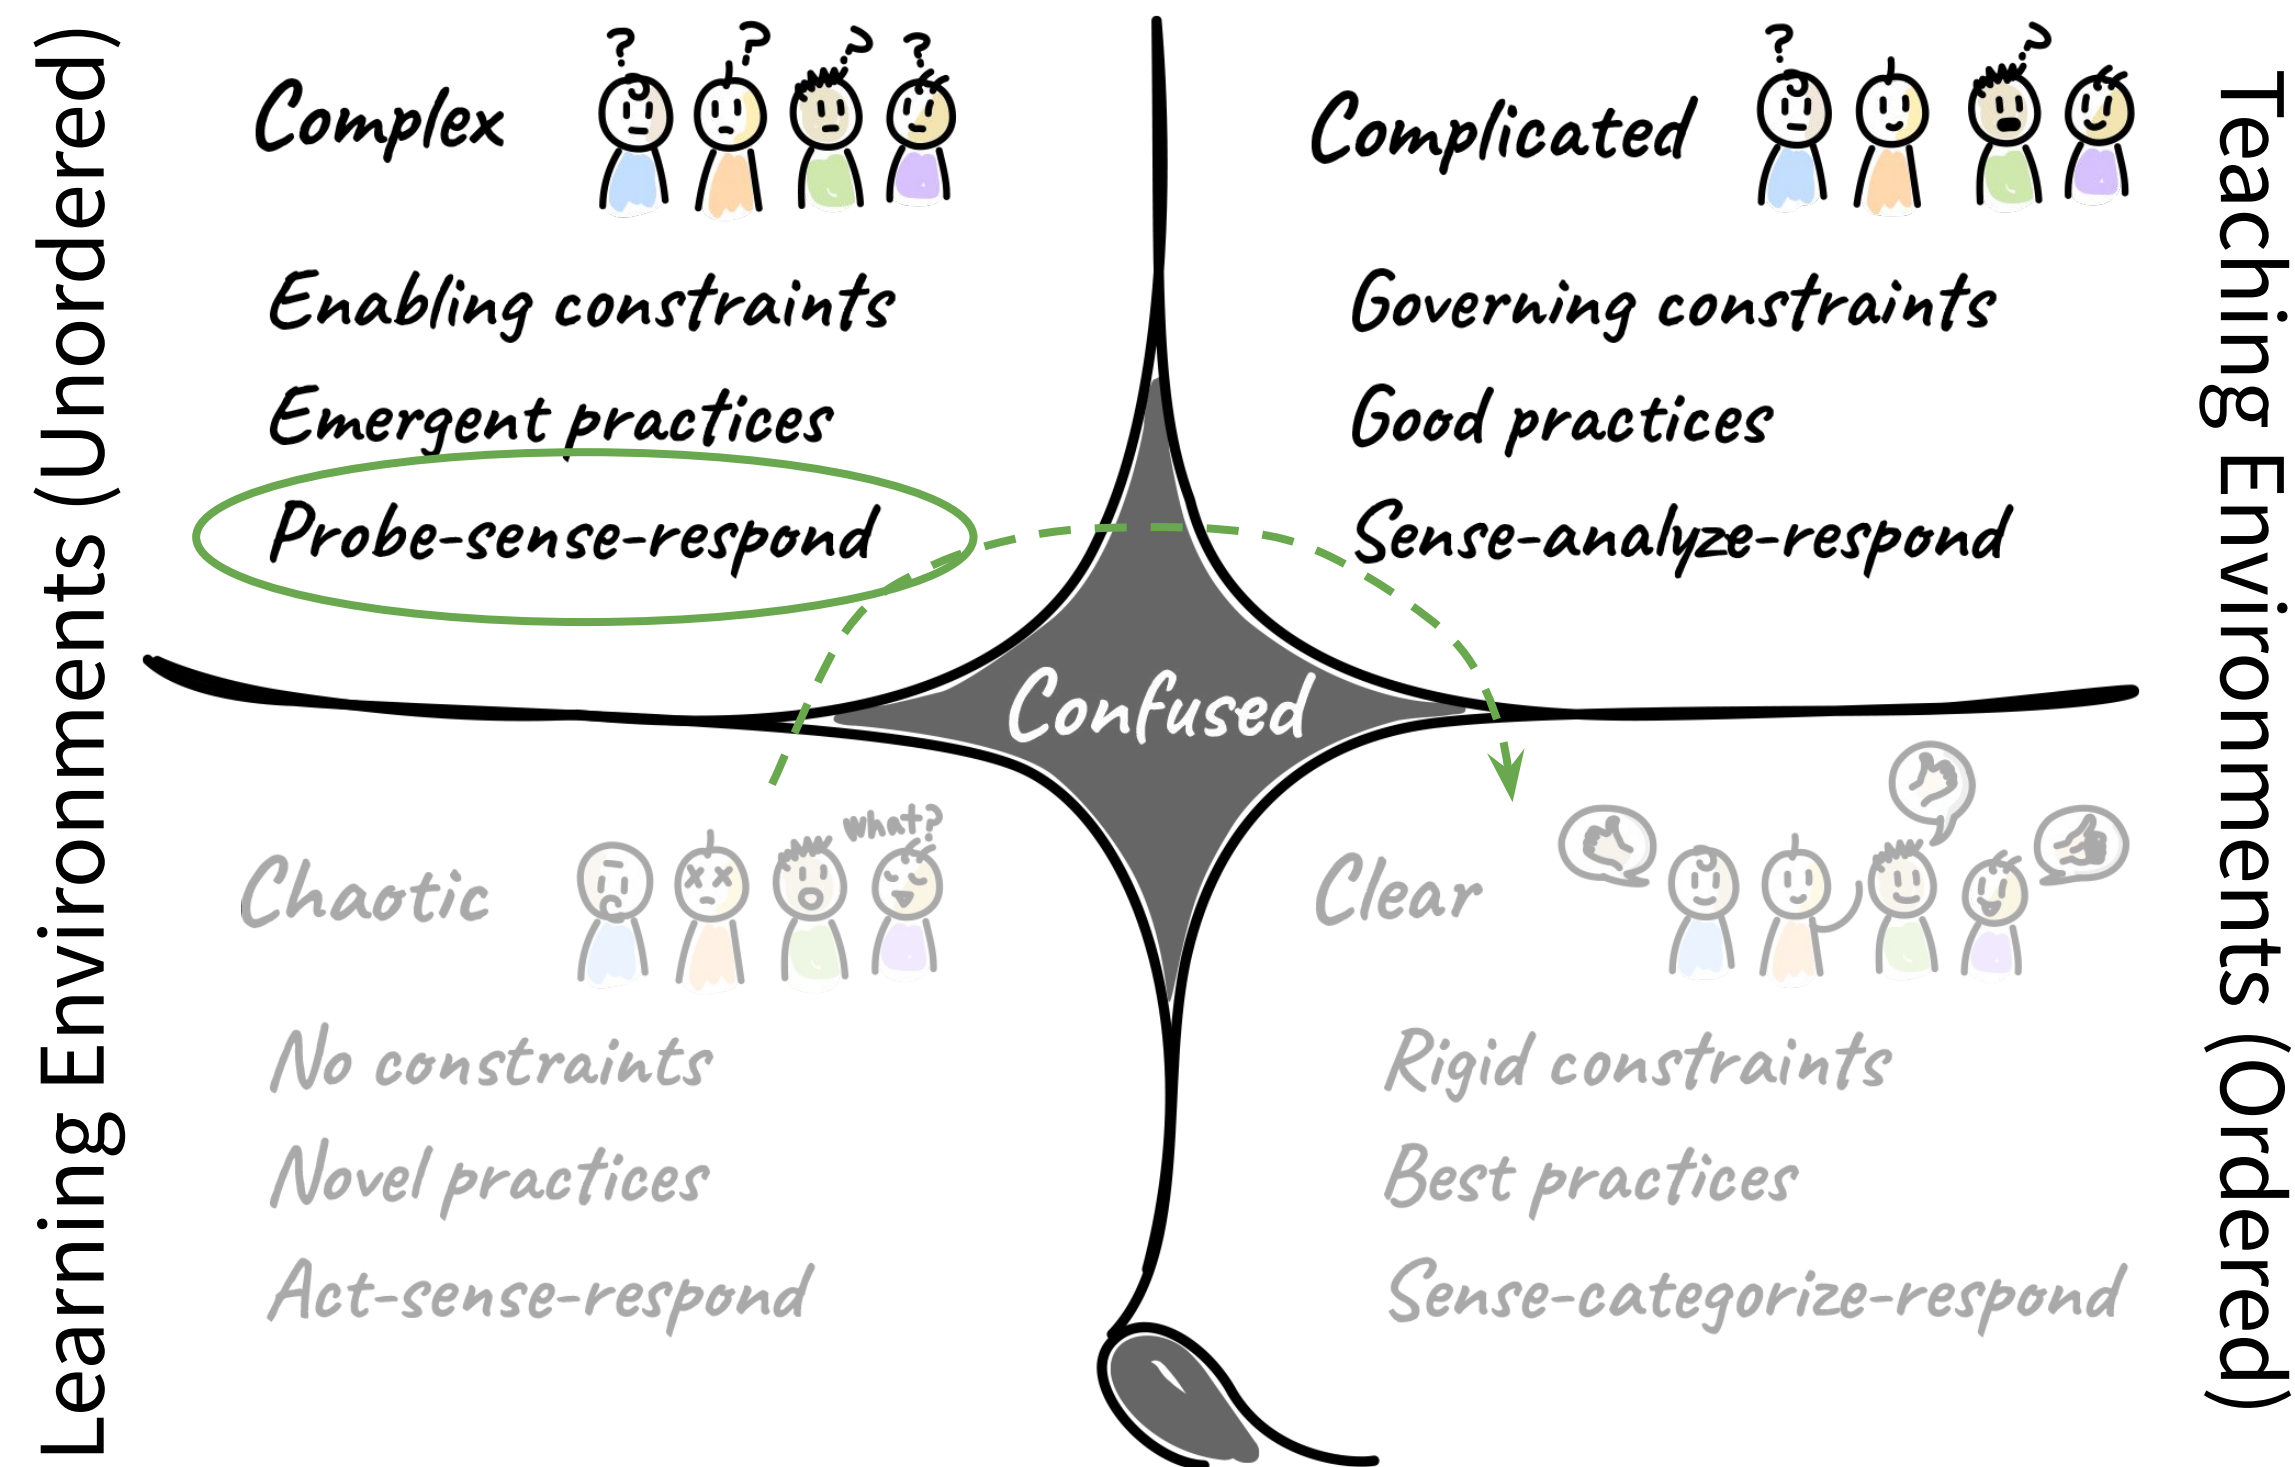 Learning Environments (Unordered)
Complex
? ? ? ?
Enabling constraints
Emergent practices
Probe-sense-respond
Complicated
? ?
Governing constraints
Good practices
Sense-analyze-respond
Confused
Chaotic
what?
No constraints
Novel practices
Act-sense-respond
Clear
Rigid constraints
Best practices
Sense-categorize-respond
Teaching Environments (Ordered)